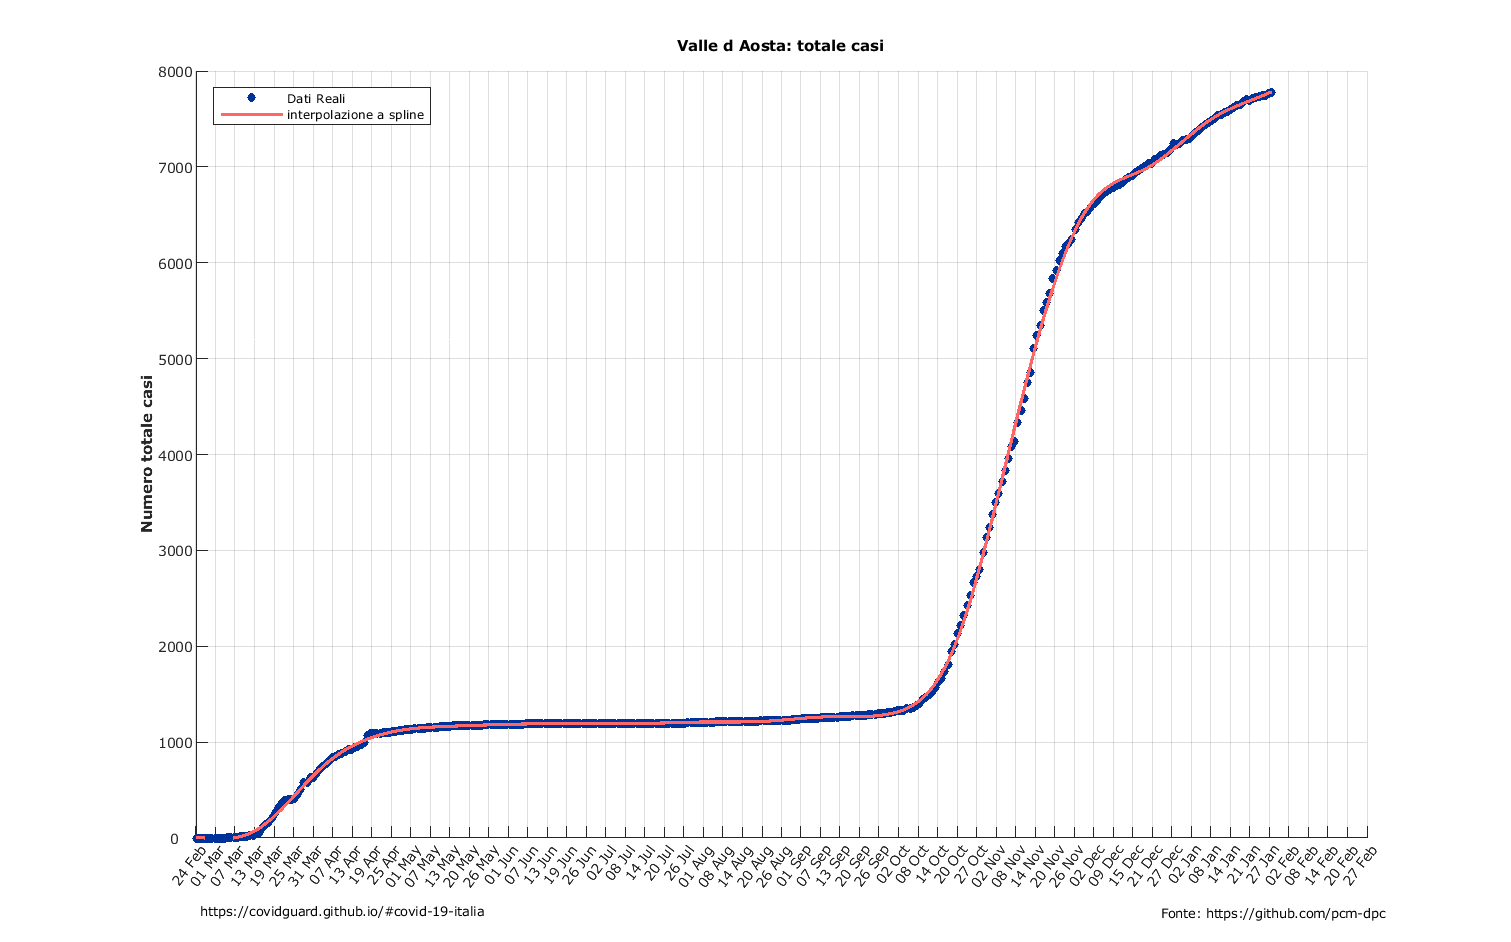 Valle d Aosta: totale casi
Dati Reali
interpolazione a spline
Numero totale casi
8000
7000
6000
5000
4000
3000
2000
1000
0
24 Feb
01 Mar
07 Mar
13 Mar
19 Mar
25 Mar
31 Mar
07 Apr
13 Apr
19 Apr
25 Apr
01 May
07 May
13 May
20 May
26 May
01 Jun
07 Jun
13 Jun
19 Jun
26 Jun
02 Jul
08 Jul
14 Jul
20 Jul
26 Jul
01 Aug
08 Aug
14 Aug
20 Aug
26 Aug
01 Sep
07 Sep
13 Sep
20 Sep
26 Sep
02 Oct
08 Oct
14 Oct
20 Oct
27 Oct
02 Nov
08 Nov
14 Nov
20 Nov
26 Nov
02 Dec
09 Dec
15 Dec
21 Dec
27 Dec
02 Jan
08 Jan
14 Jan
21 Jan
27 Jan
02 Feb
08 Feb
14 Feb
20 Feb
27 Feb
https://covidguard.github.io/#covid-19-italia
Fonte: https://github.com/pcm-dpc